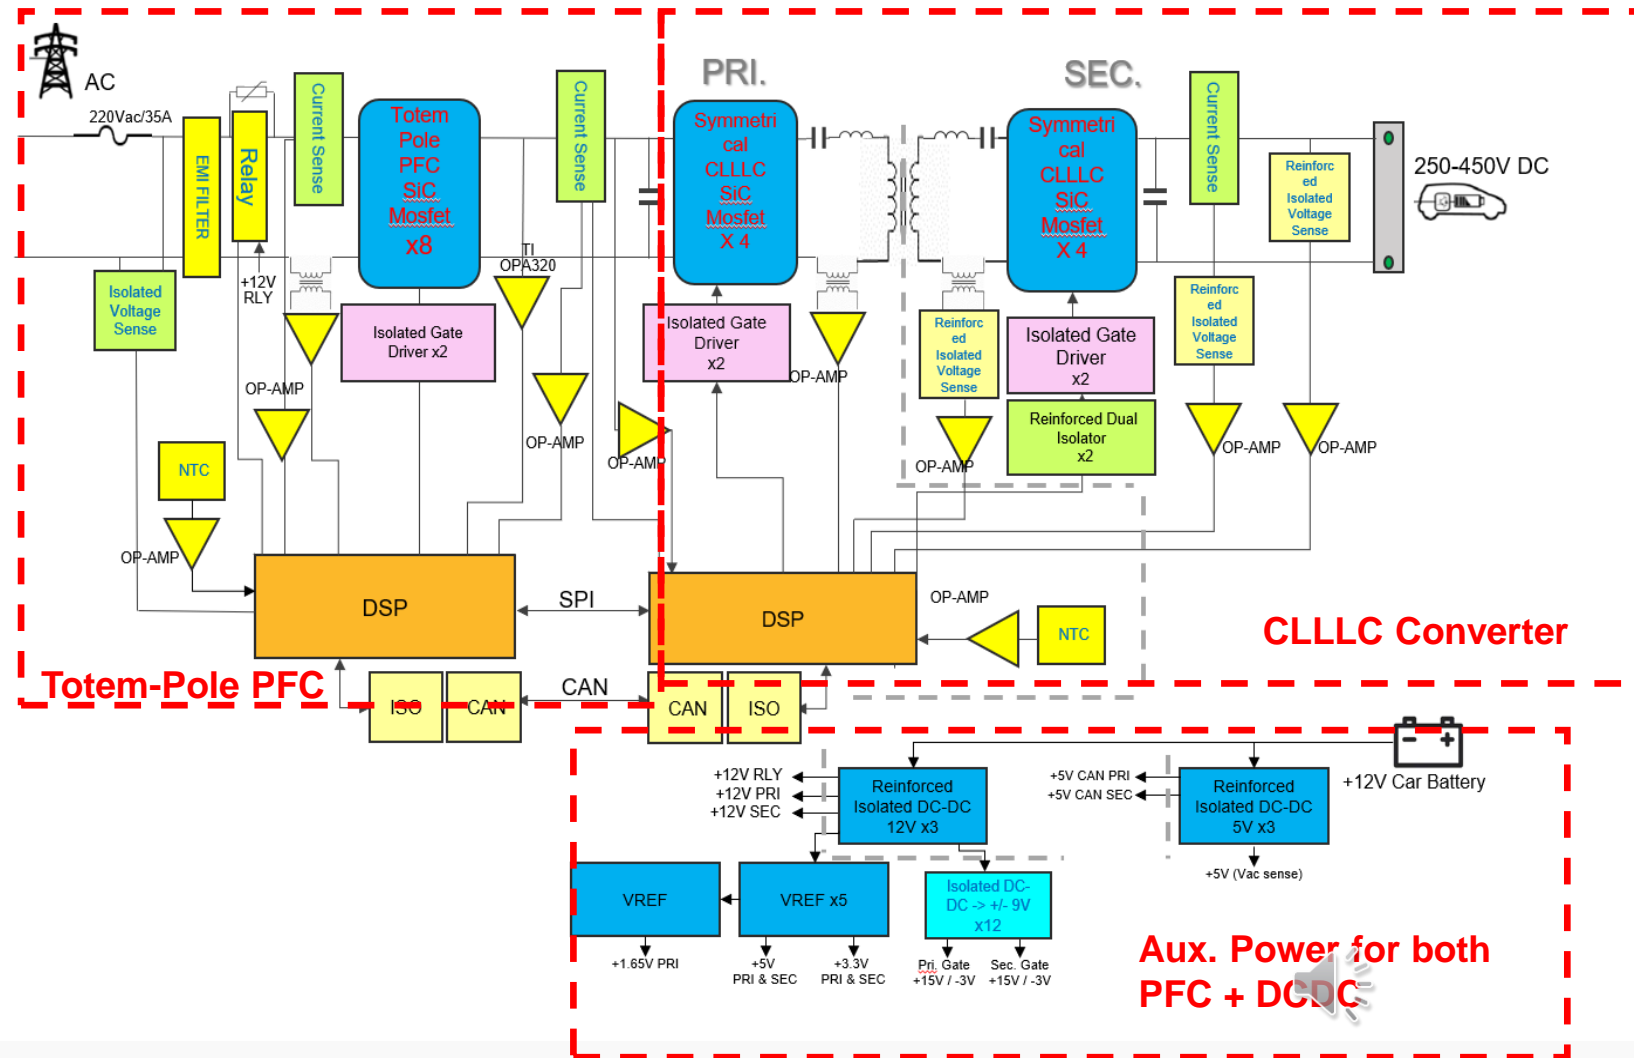 AC
220Vac/35A
EMI FILTER
Relay
+12V
RLY
Current Sense
Totem
Pole
PFC
SiC
Mosfet
x8
Current Sense
PRI.
Symmetri
cal
CLLLC
SiC
Mosfet
X 4
SEC.
Symmetri
cal
CLLLC
SiC
Mosfet
X 4
Current Sense
Reinforc
ed
Isolated
Voltage
Sense
250-450V DC
Isolated
Voltage
Sense
TI
OPA320
Isolated Gate
Driver x2
Isolated Gate
Driver
x2
OP-AMP
Reinforc
ed
Isolated
Voltage
Sense
Isolated Gate
Driver
x2
Reinforc
ed
Isolated
Voltage
Sense
OP-AMP
OP-AMP
OP-AMP
OP-AMP
Reinforced Dual
Isolator
x2
OP-AMP
OP-AMP
NTC
OP-AMP
DSP
SPI
DSP
OP-AMP
NTC
CLLLC Converter
Totem-Pole PFC
ISO
CAN
CAN
CAN
ISO
+12V RLY
+12V PRI
+12V SEC
Reinforced
Isolated DC-DC
12V x3
+5V CAN PRI
+5V CAN SEC
Reinforced
Isolated DC-DC
5V x3
+12V Car Battery
+5V (Vac sense)
VREF
VREF x5
Isolated DC-
DC -> +/- 9V
x12
+1.65V PRI
+5V
PRI & SEC
+3.3V
PRI & SEC
Pri. Gate
+15V / -3V
Sec. Gate
+15V / -3V
Aux. Power for both
PFC + DCDC